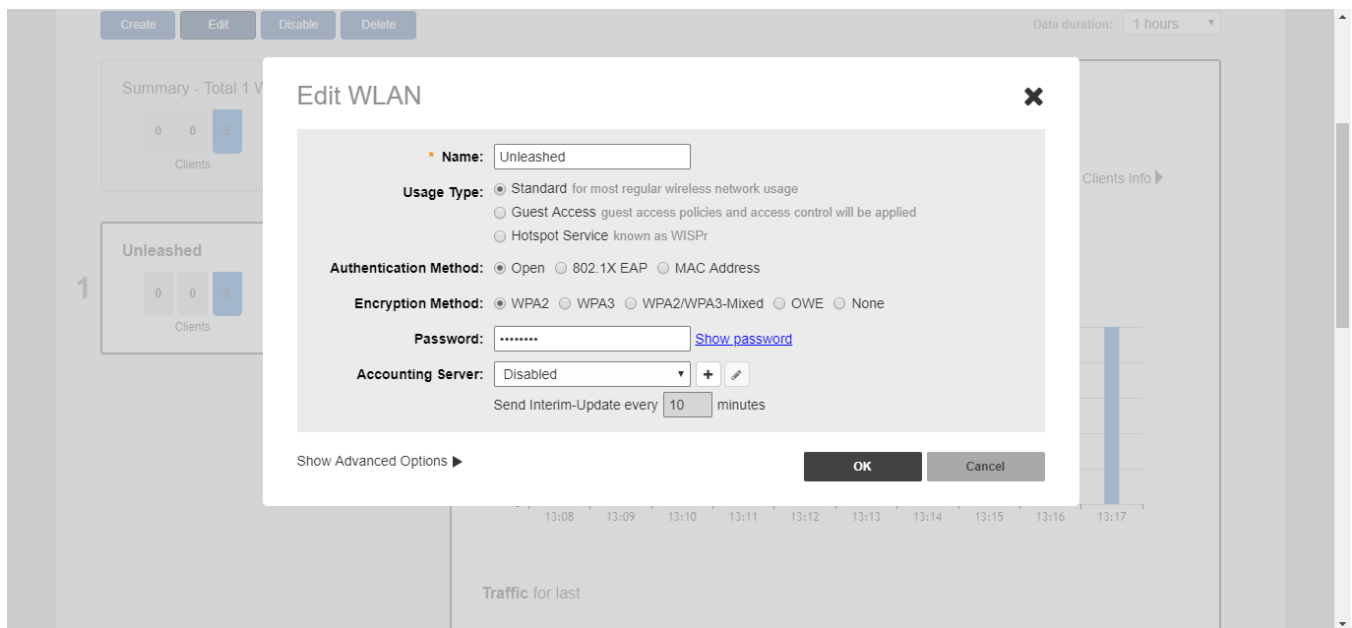 Create Edit Disable Delete Data duration: 1 hours
Summary - Total 1 W
0 0 5
Clients
Unleashed
1
0 0 5
Clients
Edit WLAN
* Name: Unleashed
Usage Type: Standard for most regular wireless network usage
Guest Access guest access policies and access control will be applied
Hotspot Service known as WISPr
Authentication Method: Open 802.1X EAP MAC Address
Encryption Method: WPA2 WPA3 WPA2/WPA3-Mixed OWE None
Password: •••••••• Show password
Accounting Server: Disabled
Send Interim-Update every 10 minutes
Show Advanced Options OK Cancel
Clients Info
13:08 13:09 13:10 13:11 13:12 13:13 13:14 13:15 13:16 13:17
Traffic for last